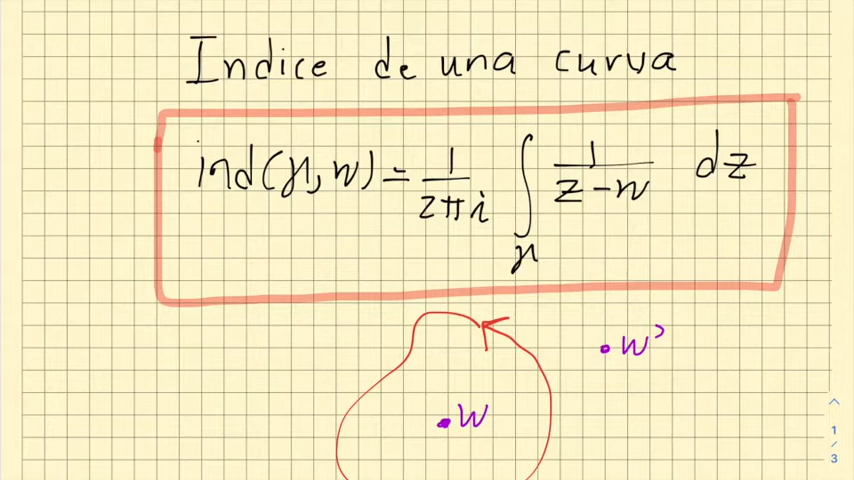 Indice de una curva
ind(γ, w) = 1/2πi ∫γ 1/z-w dz
w'
w
1
/
3